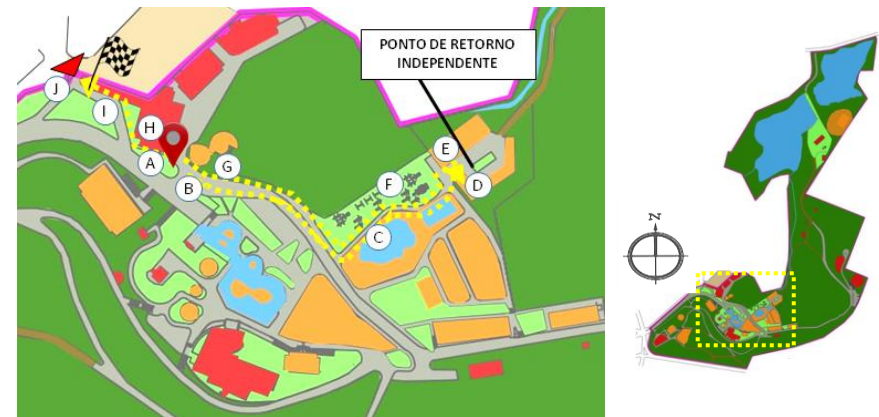 PONTO DE RETORNO
INDEPENDENTE
J
I
H
A
G
B
E
F
D
C
N